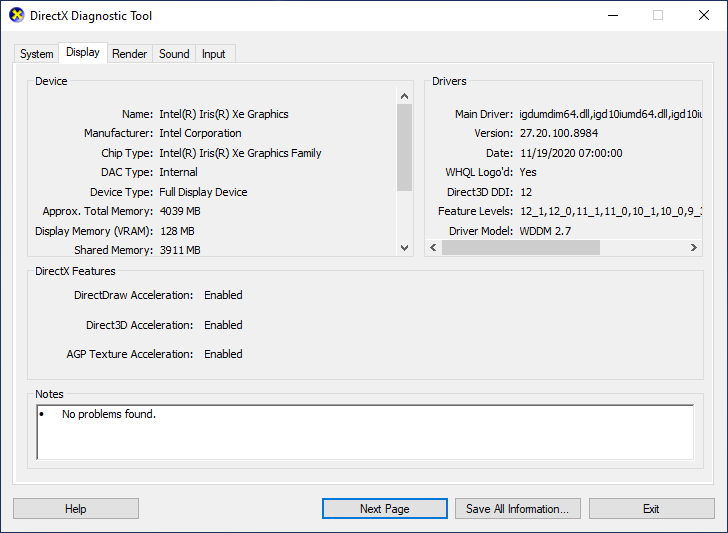 DirectX Diagnostic Tool
System Display Render Sound Input
Device
Name: Intel(R) Iris(R) Xe Graphics
Manufacturer: Intel Corporation
Chip Type: Intel(R) Iris(R) Xe Graphics Family
DAC Type: Internal
Device Type: Full Display Device
Approx. Total Memory: 4039 MB
Display Memory (VRAM): 128 MB
Shared Memory: 3911 MB
Drivers
Main Driver: igdumdim64.dll,igd10iumd64.dll,igd10iu
Version: 27.20.100.8984
Date: 11/19/2020 07:00:00
WHQL Logo'd: Yes
Direct3D DDI: 12
Feature Levels: 12_1,12_0,11_1,11_0,10_1,10_0,9_3
Driver Model: WDDM 2.7
DirectX Features
DirectDraw Acceleration: Enabled
Direct3D Acceleration: Enabled
AGP Texture Acceleration: Enabled
Notes
• No problems found.
Help Next Page Save All Information... Exit